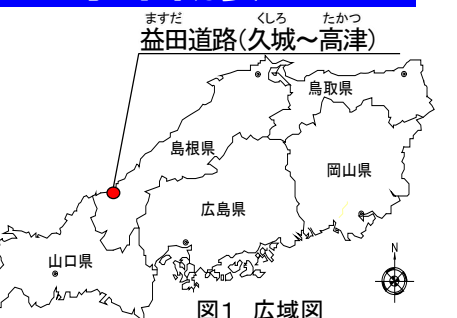 ますだ くしろ たかつ
益田道路(久城～高津)
鳥取県
島根県
岡山県
広島県
山口県
N
図1 広域図